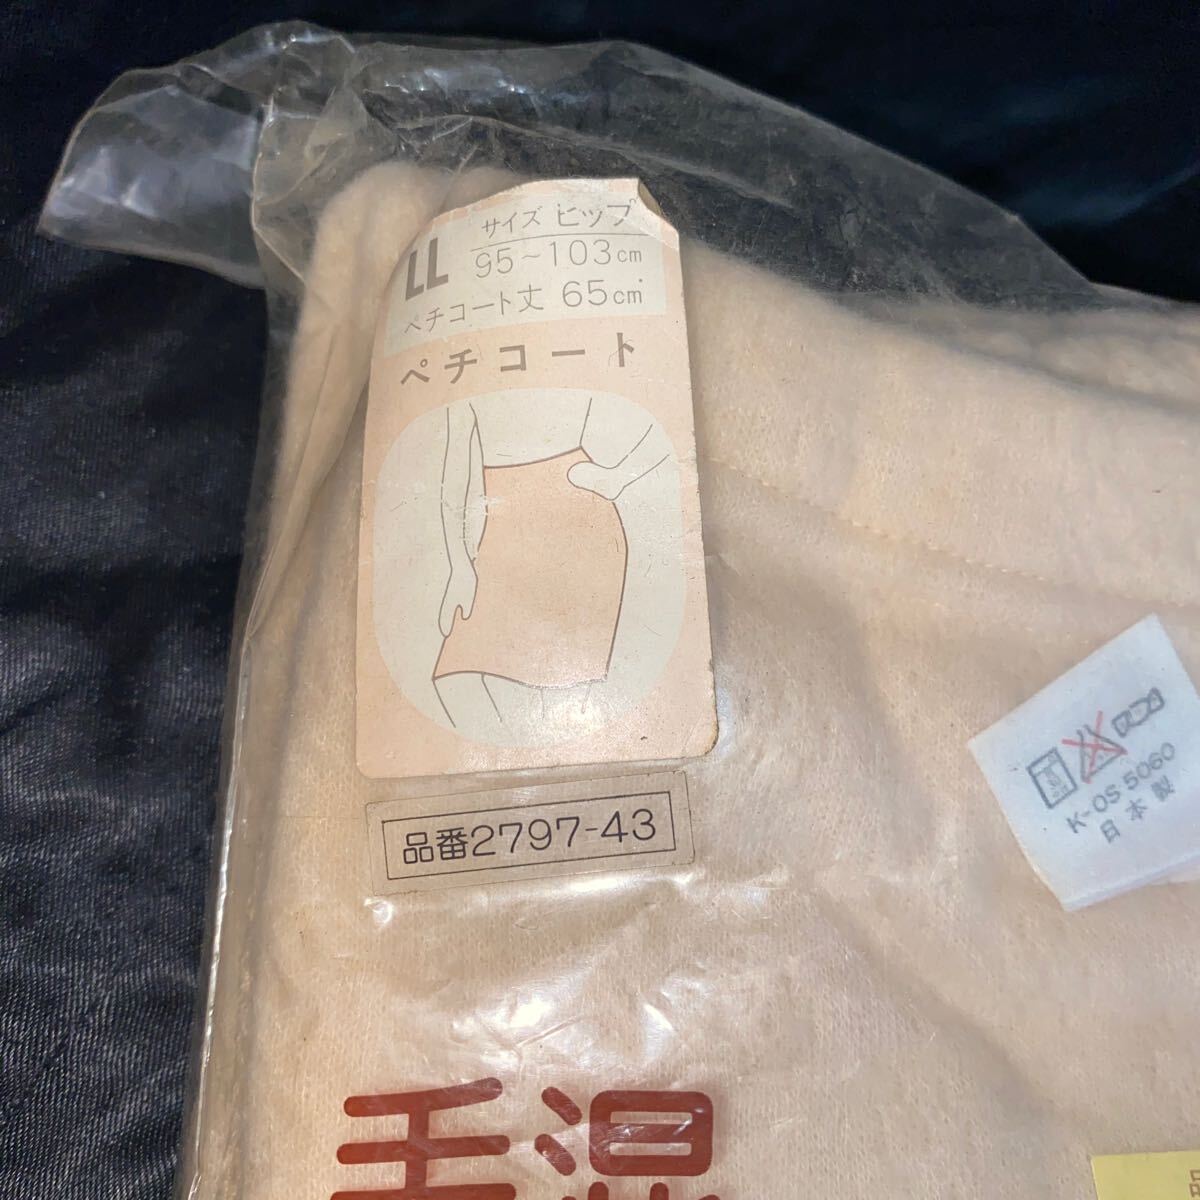 サイズ ヒップ
LL 95~103cm
ペチコート丈 65cm
ペチコート
品番2797-43
K-OS 5060
日本製